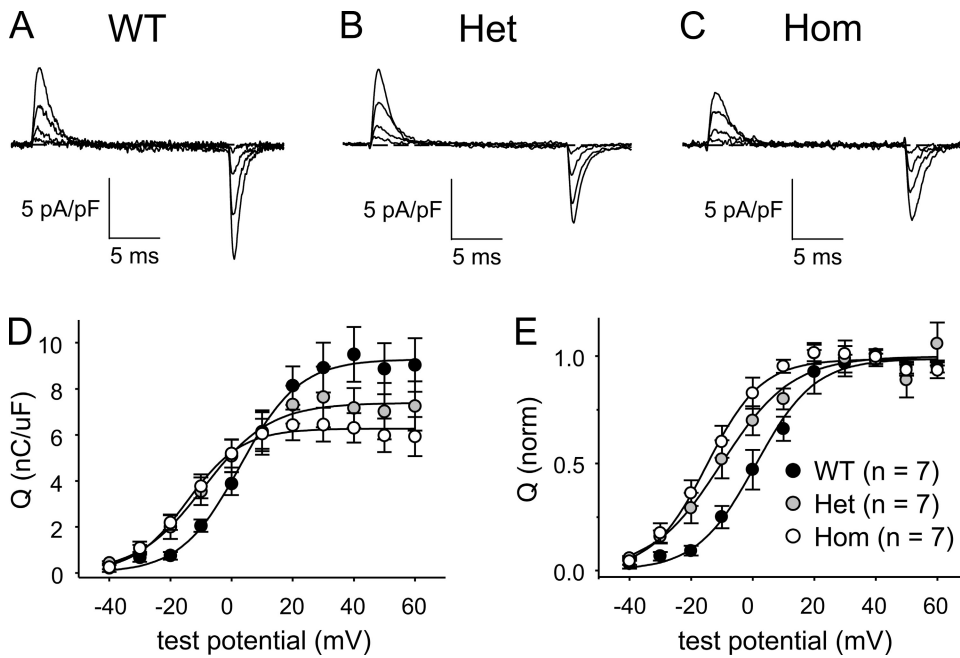 A WT
B Het
C Hom
5 pA/pF
5 ms
5 pA/pF
5 ms
5 pA/pF
5 ms
D
10
8
6
4
2
0
Q (nC/uF)
-40 -20 0 20 40 60
test potential (mV)
E
1.0
0.5
0.0
Q (norm)
WT (n = 7)
Het (n = 7)
Hom (n = 7)
-40 -20 0 20 40 60
test potential (mV)